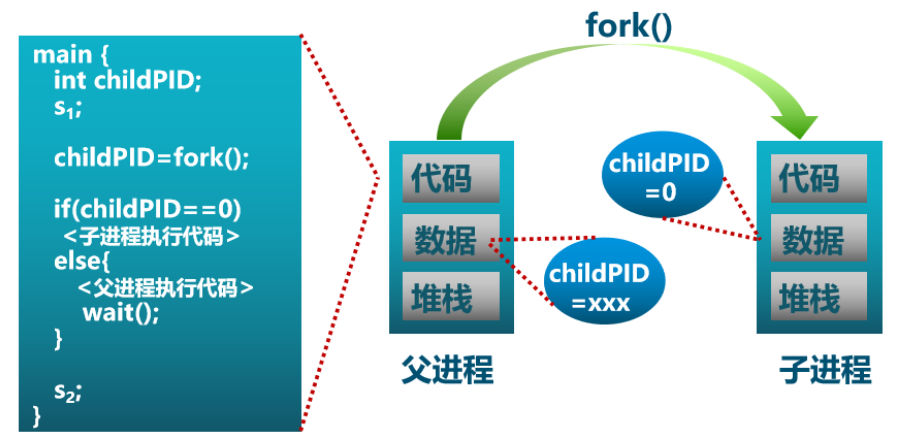 main {
int childPID;
s₁;
childPID=fork();
if(childPID==0)
<子进程执行代码>
else{
<父进程执行代码>
wait();
}
s₂;
}
fork()
代码
数据
堆栈
父进程
childPID
=xxx
childPID
=0
代码
数据
堆栈
子进程